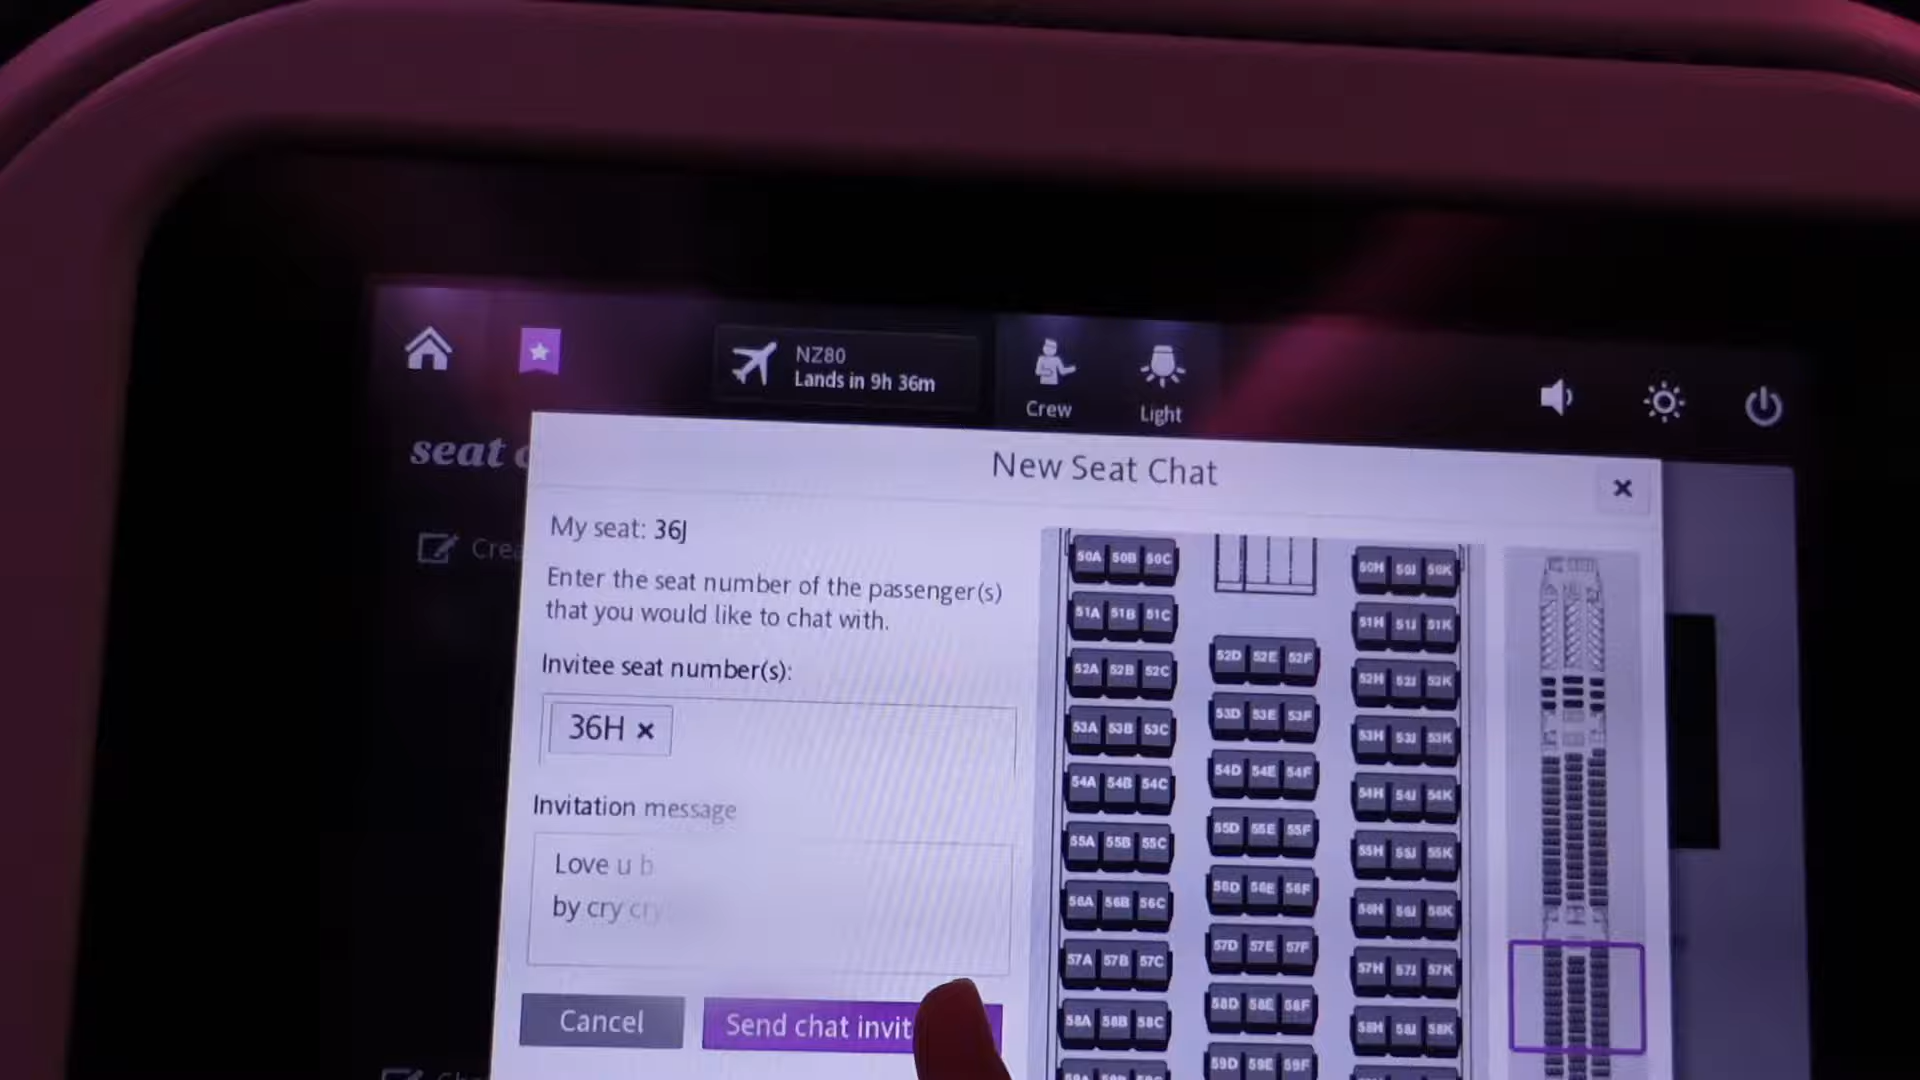 NZ80
Lands in 9h 36m
Crew
Light
seat
New Seat Chat
My seat: 36J
Enter the seat number of the passenger(s)
that you would like to chat with.
Invitee seat number(s):
36H
Invitation message
Love u b
by cry cry
Cancel
Send chat invit
50A 50B 50C
50H 50J 50K
51A 51B 51C
51H 51J 51K
52A 52B 52C
52D 52E 52F
52H 52J 52K
53A 53B 53C
53D 53E 53F
53H 53J 53K
54A 54B 54C
54D 54E 54F
54H 54J 54K
55A 55B 55C
55D 55E 55F
55H 55J 55K
56A 56B 56C
56D 56E 56F
56H 56J 56K
57A 57B 57C
57D 57E 57F
57H 57J 57K
58A 58B 58C
58D 58E 58F
58H 58J 58K
59D 59E 59F